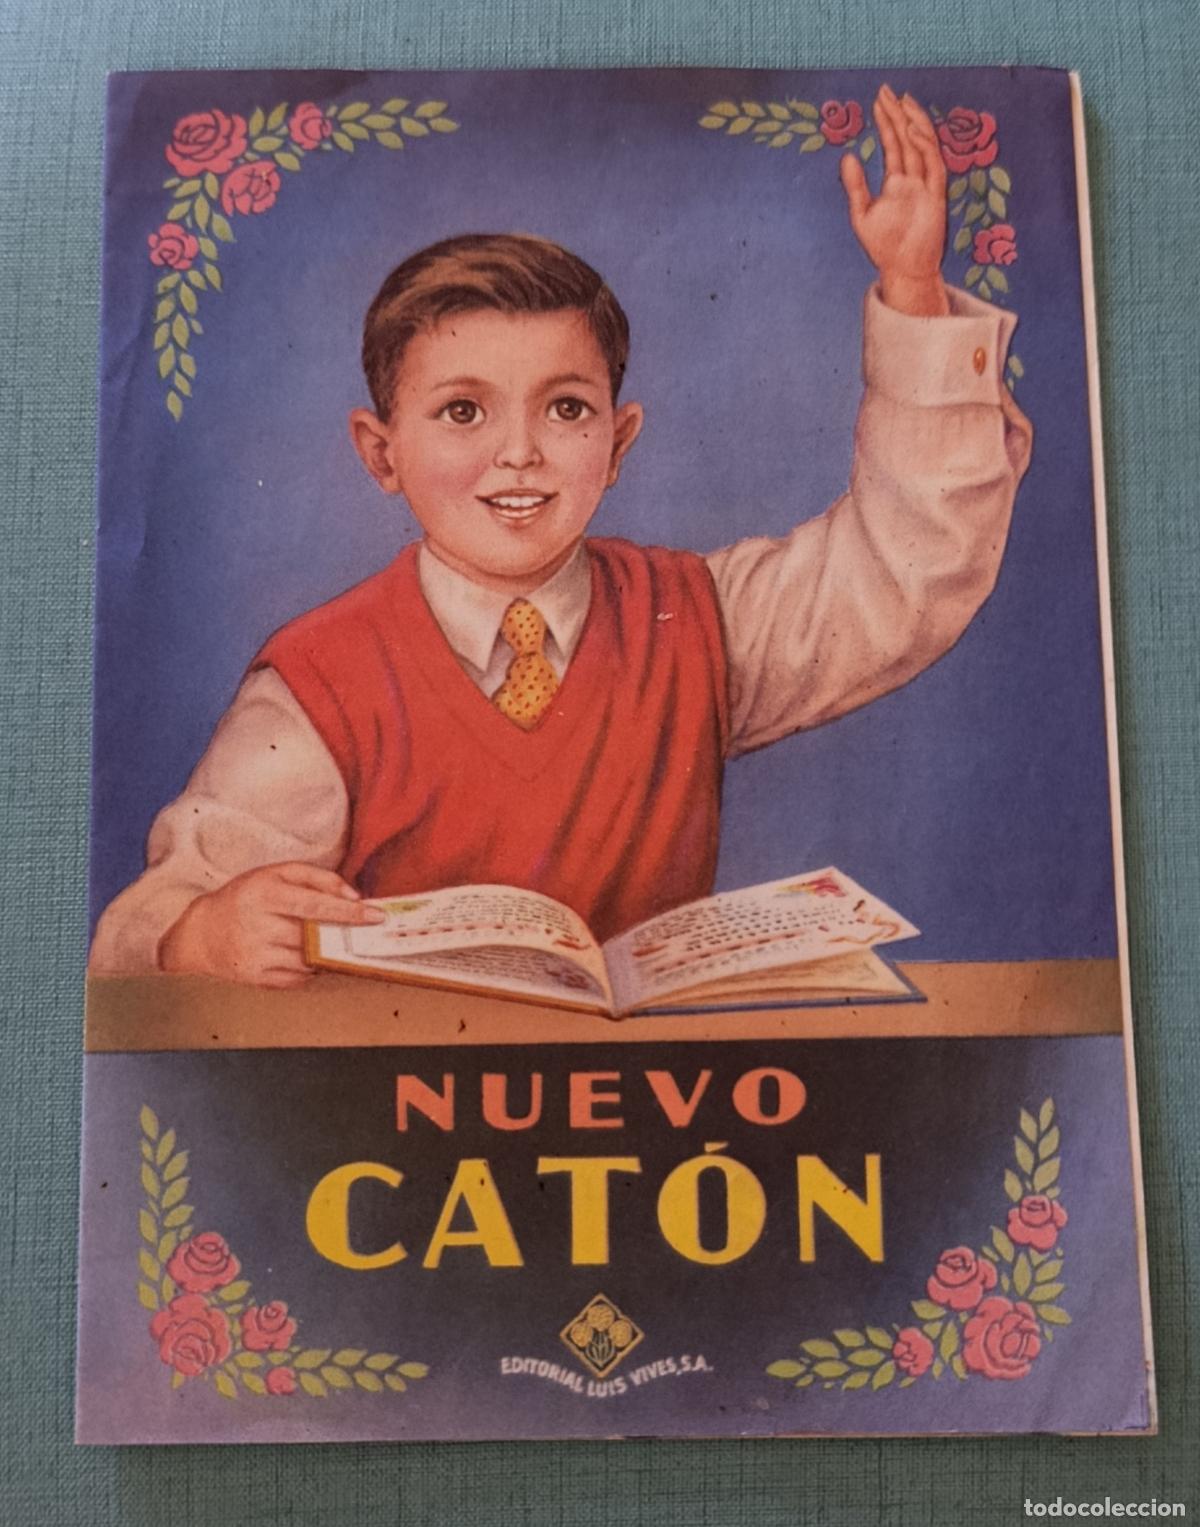 NUEVO
CATÓN
EDITORIAL LUIS VIVES, S.A.
todocoleccion